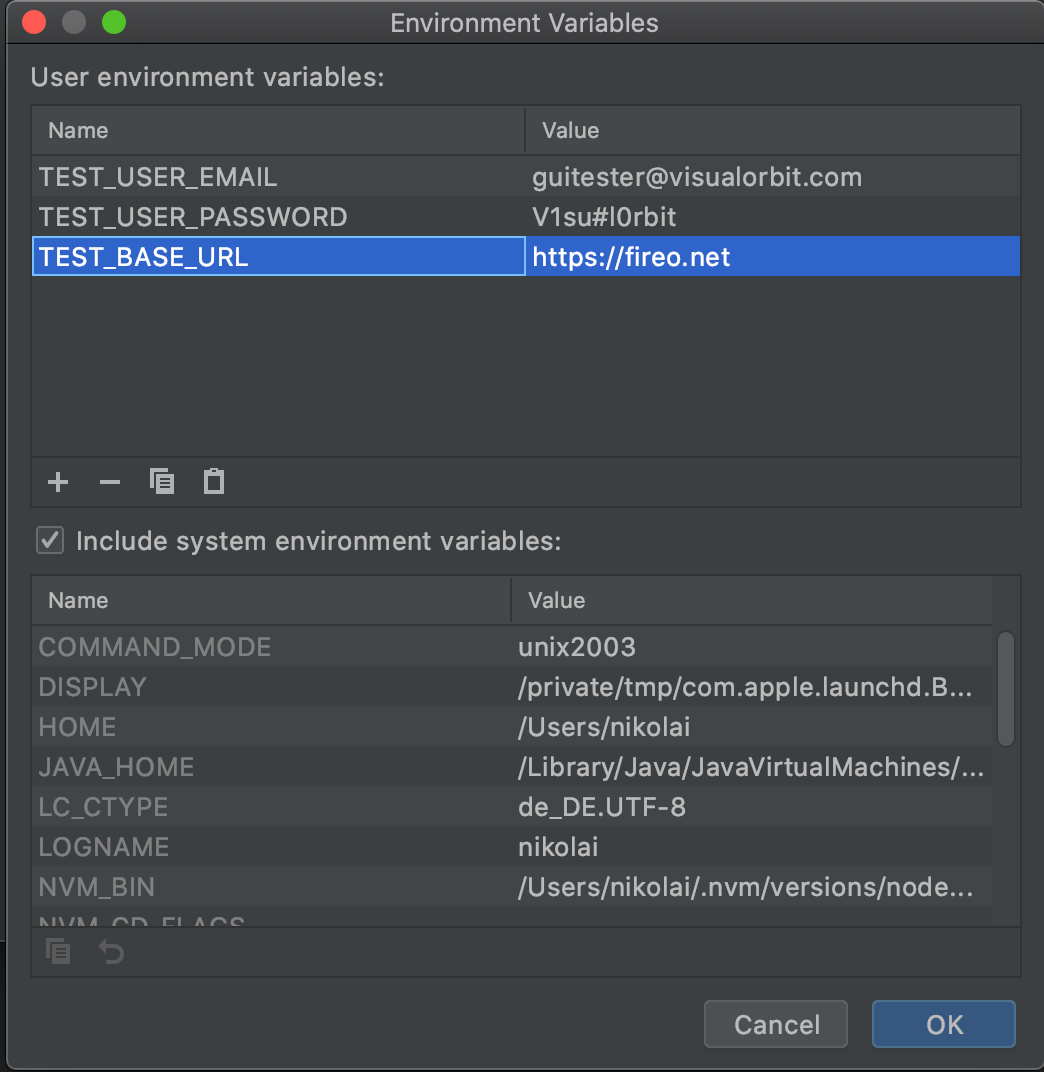 Environment Variables
User environment variables:
Name Value
TEST_USER_EMAIL guitester@visualorbit.com
TEST_USER_PASSWORD V1su#l0rbit
TEST_BASE_URL https://fireo.net
Include system environment variables:
Name Value
COMMAND_MODE unix2003
DISPLAY /private/tmp/com.apple.launchd.B...
HOME /Users/nikolai
JAVA_HOME /Library/Java/JavaVirtualMachines/...
LC_CTYPE de_DE.UTF-8
LOGNAME nikolai
NVM_BIN /Users/nikolai/.nvm/versions/node...
NVM_CD_FLAGS
Cancel OK